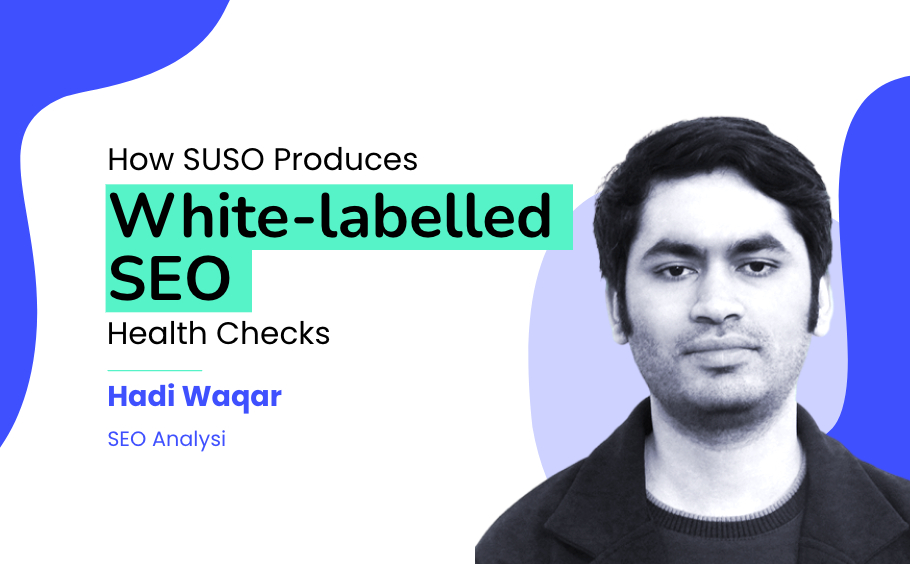 How SUSO Produces
White-labelled
SEO
Health Checks
Hadi Waqar
SEO Analysi